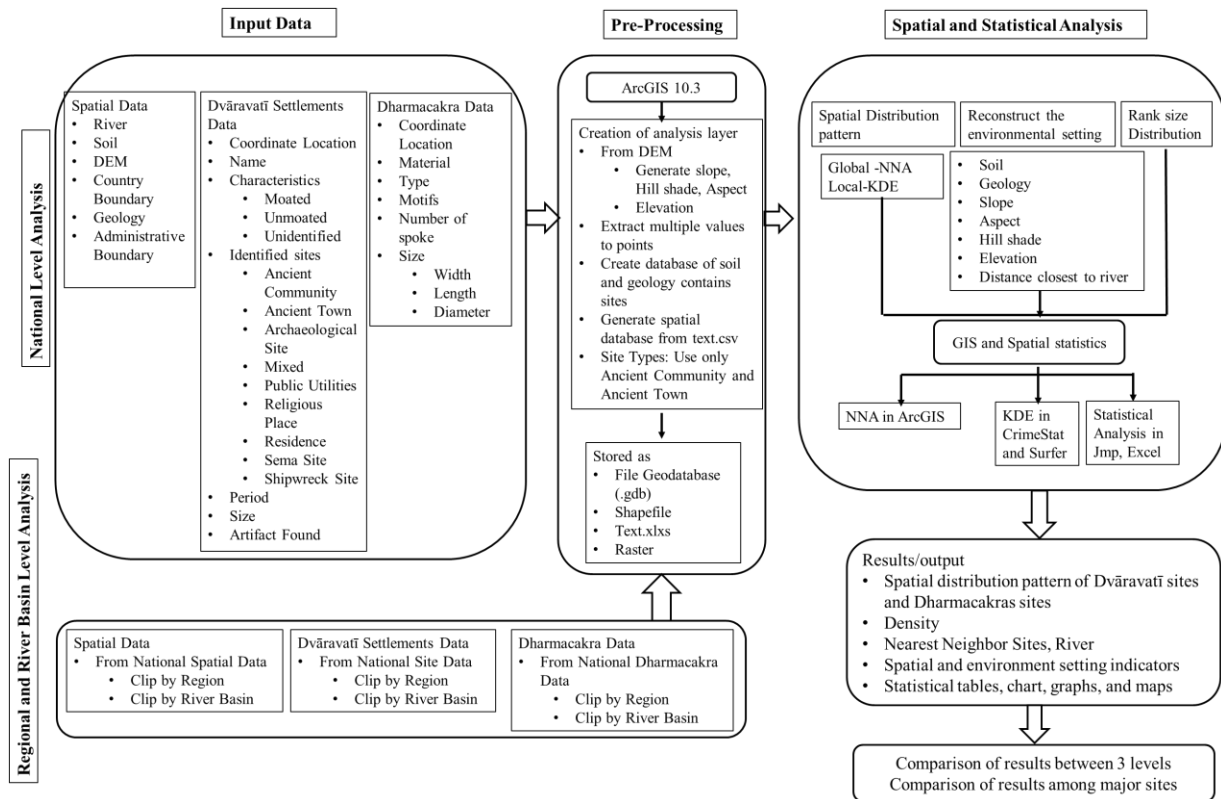 Input Data
Pre-Processing
Spatial and Statistical Analysis
National Level Analysis
Spatial Data
• River
• Soil
• DEM
• Country
Boundary
• Geology
• Administrative
Boundary
Dvāravatī Settlements
Data
• Coordinate Location
• Name
• Characteristics
• Moated
• Unmoated
• Unidentified
• Identified sites
• Ancient
Community
• Ancient Town
• Archaeological
Site
• Mixed
• Public Utilities
• Religious
Place
• Residence
• Sema Site
• Shipwreck Site
• Period
• Size
• Artifact Found
Dharmacakra Data
• Coordinate
Location
• Material
• Type
• Motifs
• Number of
spoke
• Size
• Width
• Length
• Diameter
ArcGIS 10.3
Creation of analysis layer
• From DEM
• Generate slope,
Hill shade, Aspect
• Elevation
• Extract multiple values
to points
• Create database of soil
and geology contains
sites
• Generate spatial
database from text.csv
• Site Types: Use only
Ancient Community and
Ancient Town
Stored as
• File Geodatabase
(.gdb)
• Shapefile
• Text.xlxs
• Raster
Spatial Distribution
pattern
Global -NNA
Local-KDE
Reconstruct the
environmental setting
• Soil
• Geology
• Slope
• Aspect
• Hill shade
• Elevation
• Distance closest to river
Rank size
Distribution
GIS and Spatial statistics
NNA in ArcGIS
KDE in
CrimeStat
and Surfer
Statistical
Analysis in
Jmp, Excel
Regional and River Basin Level Analysis
Spatial Data
• From National Spatial Data
• Clip by Region
• Clip by River Basin
Dvāravatī Settlements Data
• From National Site Data
• Clip by Region
• Clip by River Basin
Dharmacakra Data
• From National Dharmacakra
Data
• Clip by Region
• Clip by River Basin
Results/output
• Spatial distribution pattern of Dvāravatī sites
and Dharmacakras sites
• Density
• Nearest Neighbor Sites, River
• Spatial and environment setting indicators
• Statistical tables, chart, graphs, and maps
Comparison of results between 3 levels
Comparison of results among major sites